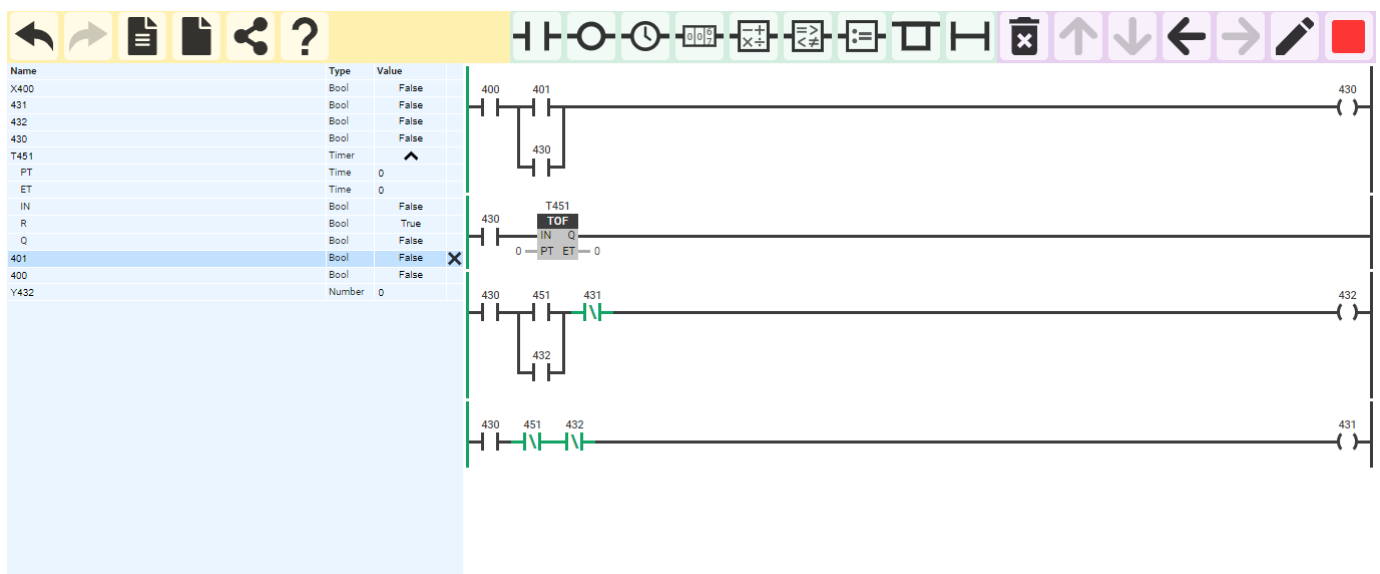 ?
Name Type Value
X400 Bool False
431 Bool False
432 Bool False
430 Bool False
T451 Timer
PT Time 0
ET Time 0
IN Bool False
R Bool True
Q Bool False
401 Bool False
400 Bool False
Y432 Number 0
400 401 430
430
T451
430 TOF
IN Q
0 PT ET 0
430 451 431 432
432
430 451 432 431